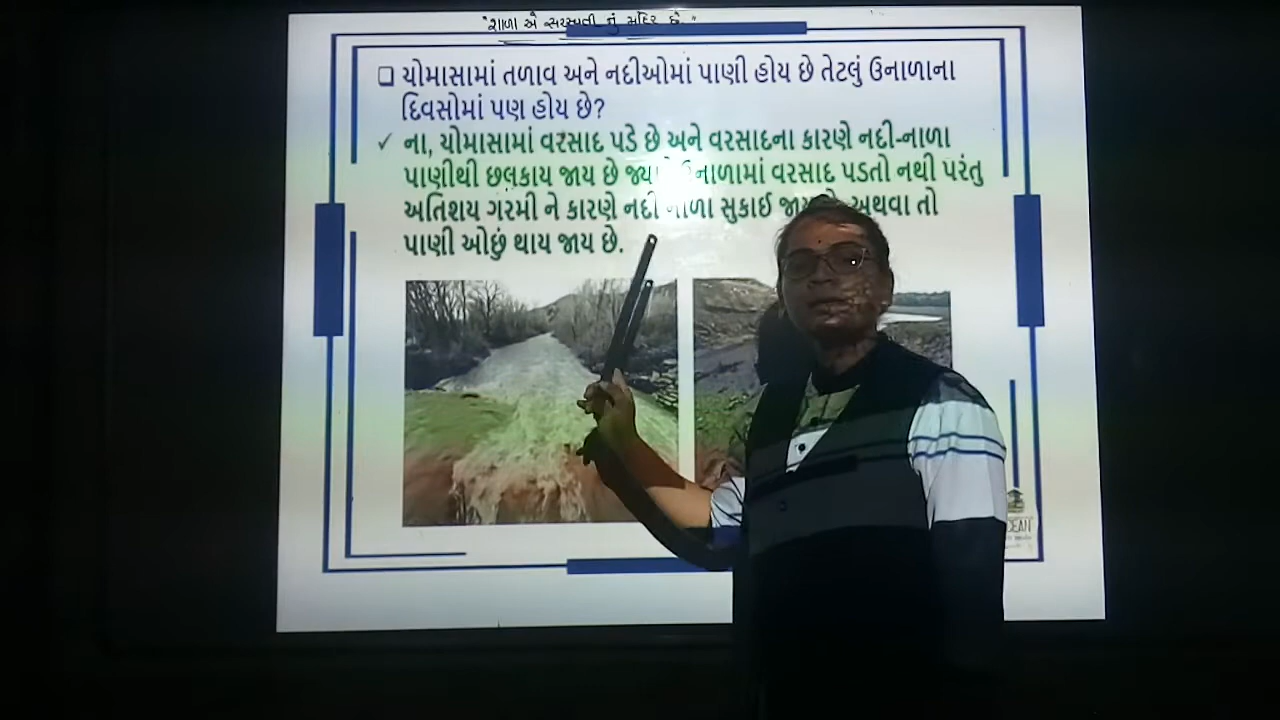 "શાળા એ સરસ્વતી નું મંદિર છે."
ચોમાસામાં તળાવ અને નદીઓમાં પાણી હોય છે તેટલું ઉનાળાના
દિવસોમાં પણ હોય છે?
✓ ના, ચોમાસામાં વરસાદ પડે છે અને વરસાદના કારણે નદી-નાળા
પાણીથી છલકાય જાય છે ઉનાળામાં વરસાદ પડતો નથી પરંતુ
અતિશય ગરમી ને કારણે નદી નાળા સુકાઈ અથવા તો
પાણી ઓછું થાય જાય છે.